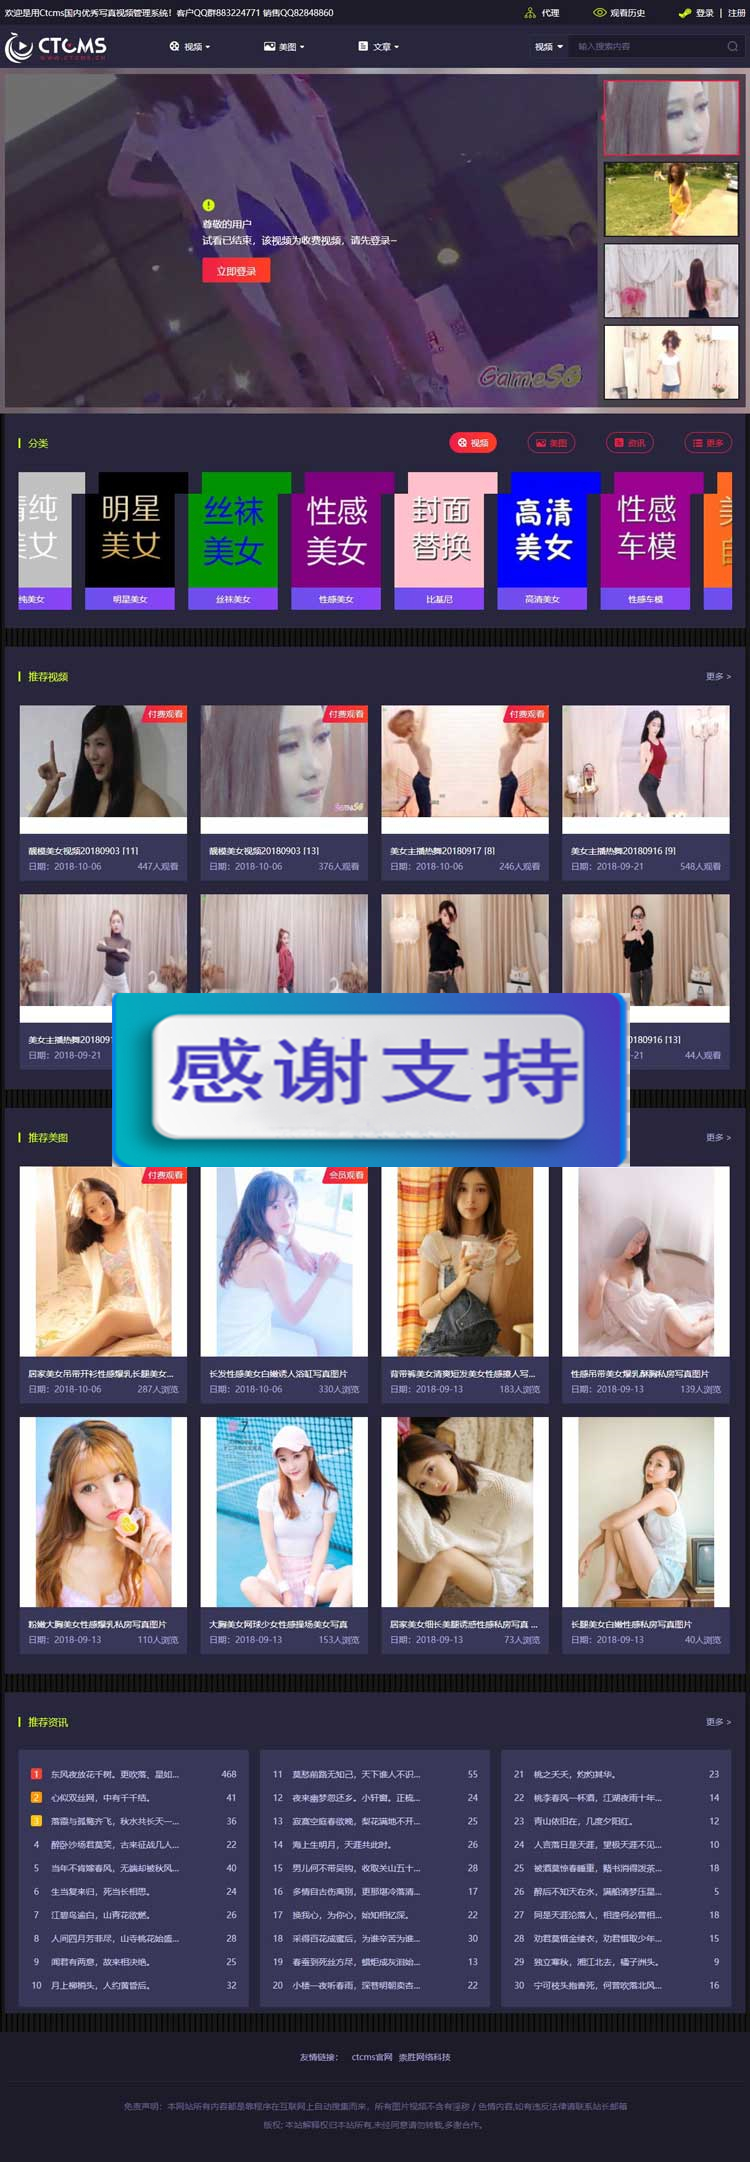 欢迎是用Ctcms国内优秀写真视频管理系统！客户QQ群883224771 销售QQ82848860
代理
观看历史
登录 | 注册
CTCMS
WWW.CTCMS.CN
视频
美图
文章
视频
输入搜索内容
尊敬的用户
试看已结束，该视频为收费视频，请先登录~
立即登录
GameSG
分类
视频
美图
资讯
更多
清纯美女
明星美女
丝袜美女
性感美女
封面替换
高清美女
性感车模
纯美女
明星美女
丝袜美女
性感美女
比基尼
高清美女
性感车模
推荐视频
更多 >
付费观看
付费观看
付费观看
GameSG
靓模美女视频20180903 [11]
日期：2018-10-06 447人观看
靓模美女视频20180903 [13]
日期：2018-10-06 376人观看
美女主播热舞20180917 [8]
日期：2018-10-06 246人观看
美女主播热舞20180916 [9]
日期：2018-09-21 548人观看
美女主播热舞2018091
日期：2018-09-21
0916 [13]
-21 44人观看
感谢支持
推荐美图
更多 >
付费观看
会员观看
居家美女吊带开衫性感爆乳长腿美女...
日期：2018-10-06 287人浏览
长发性感美女白嫩诱人浴缸写真图片
日期：2018-10-06 330人浏览
背带裤美女清爽短发美女性感撩人写...
日期：2018-09-13 183人浏览
性感吊带美女爆乳酥胸私房写真图片
日期：2018-09-13 139人浏览
粉嫩大胸美女性感爆乳私房写真图片
日期：2018-09-13 110人浏览
大胸美女网球少女性感操场美女写真
日期：2018-09-13 153人浏览
居家美女细长美腿诱惑性感私房写真 ...
日期：2018-09-13 73人浏览
长腿美女白嫩性感私房写真图片
日期：2018-09-13 40人浏览
推荐资讯
更多 >
1 东风夜放花千树。更吹落、星如... 468
2 心似双丝网，中有千千结。 41
3 落霞与孤鹜齐飞，秋水共长天一... 36
4 醉卧沙场君莫笑，古来征战几人... 22
5 当年不肯嫁春风，无端却被秋风... 40
6 生当复来归，死当长相思。 24
7 江碧鸟逾白，山青花欲燃。 26
8 人间四月芳菲尽，山寺桃花始盛... 28
9 闻君有两意，故来相决绝。 25
10 月上柳梢头，人约黄昏后。 32
11 莫愁前路无知己，天下谁人不识... 55
12 夜来幽梦忽还乡。小轩窗。正梳... 24
13 寂寞空庭春欲晚，梨花满地不开... 25
14 海上生明月，天涯共此时。 26
15 男儿何不带吴钩，收取关山五十... 28
16 多情自古伤离别，更那堪冷落清... 17
17 换我心，为你心，始知相忆深。 22
18 采得百花成蜜后，为谁辛苦为谁... 30
19 春蚕到死丝方尽，蜡炬成灰泪始... 13
20 小楼一夜听春雨，深巷明朝卖杏... 22
21 桃之夭夭，灼灼其华。 23
22 桃李春风一杯酒，江湖夜雨十年... 14
23 青山依旧在，几度夕阳红。 12
24 人言落日是天涯，望极天涯不见... 10
25 被酒莫惊春睡重，赌书消得泼茶... 18
26 醉后不知天在水，满船清梦压星... 5
27 同是天涯沦落人，相逢何必曾相... 18
28 劝君莫惜金缕衣，劝君惜取少年... 15
29 独立寒秋，湘江北去，橘子洲头。 9
30 宁可枝头抱香死，何曾吹落北风... 16
友情链接： ctcms官网 崇胜网络科技
免责声明：本网站所有内容都是靠程序在互联网上自动搜集而来，所有图片视频不含有淫秽 / 色情内容,如有违反法律请联系站长邮箱
版权: 本站解释权归本站所有,未经同意请勿转载,多谢合作。